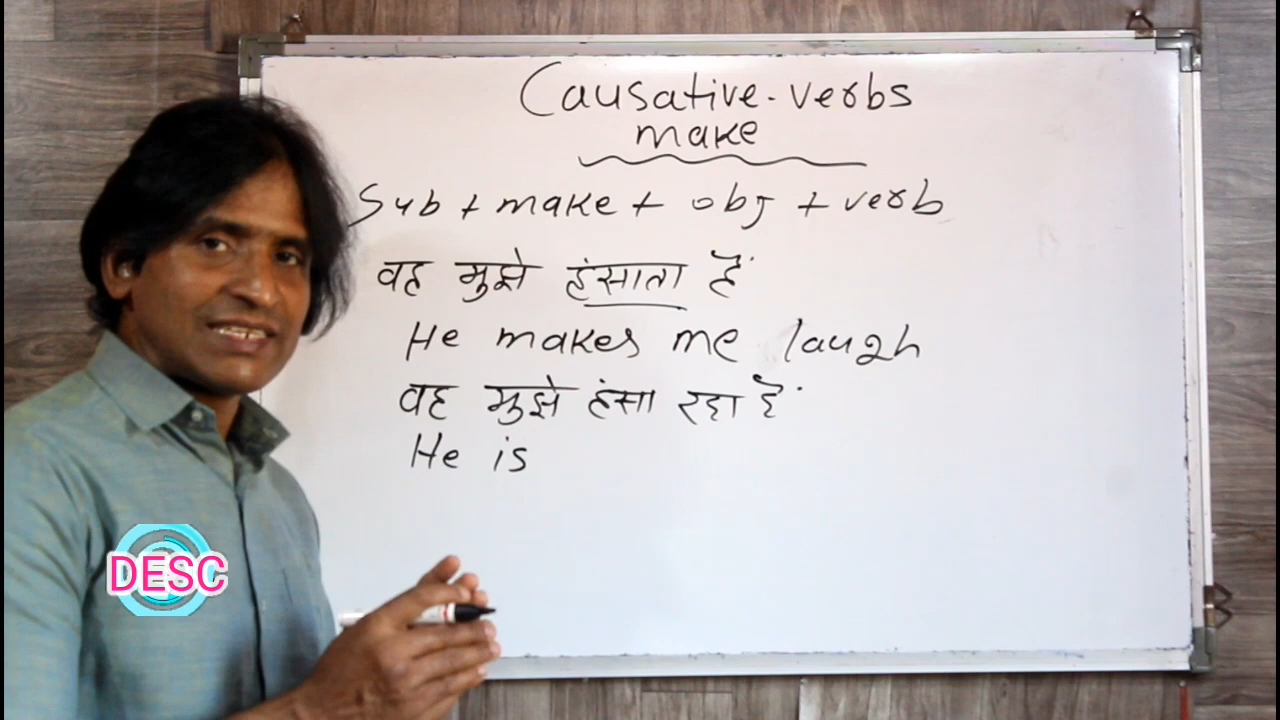 Causative-verbs
make
Sub + make + obj + verb
वह मुझे हंसाता हैं
He makes me laugh
वह मुझे हंसा रहा हैं
He is
DESC